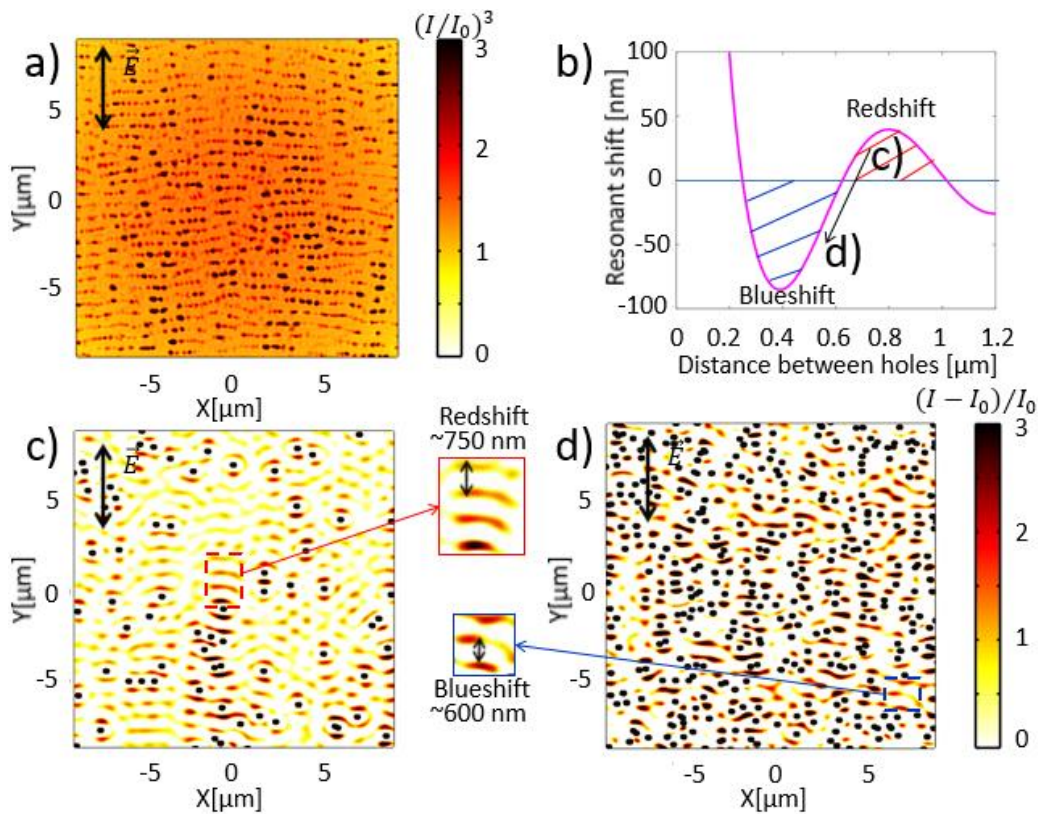 a)
(I/I₀)³
E⃗
Y[μm]
5
0
-5
-5
0
5
X[μm]
3
2
1
0
b)
Resonant shift [nm]
100
50
0
-50
-100
Redshift
c)
d)
Blueshift
0
0.2
0.4
0.6
0.8
1
1.2
Distance between holes [μm]
c)
E⃗
Y[μm]
5
0
-5
-5
0
5
X[μm]
Redshift
~750 nm
Blueshift
~600 nm
d)
(I − I₀)/I₀
E⃗
Y[μm]
5
0
-5
-5
0
5
X[μm]
3
2
1
0